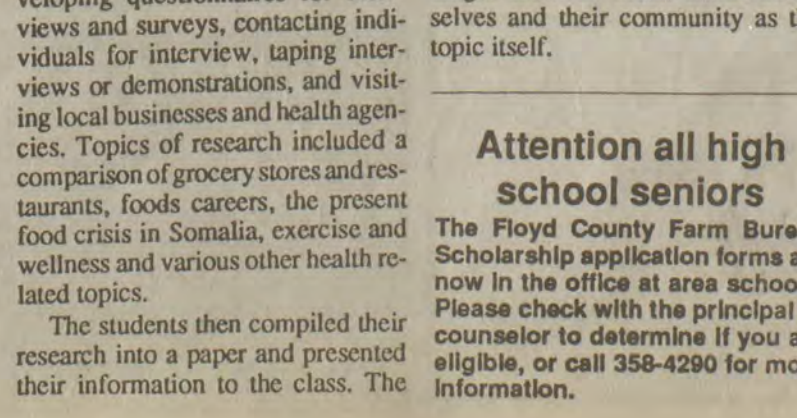 views and surveys, contacting indi-
viduals for interview, taping inter-
views or demonstrations, and visit-
ing local businesses and health agen-
cies. Topics of research included a
comparison of grocery stores and res-
taurants, foods careers, the present
food crisis in Somalia, exercise and
wellness and various other health re-
lated topics.
The students then compiled their
research into a paper and presented
their information to the class. The
selves and their community as
topic itself.
Attention all high
school seniors
The Floyd County Farm
Scholarship application forms
now in the office at area
Please check with the principal
counselor to determine if you
eligible, or call 358-4290 for
information.